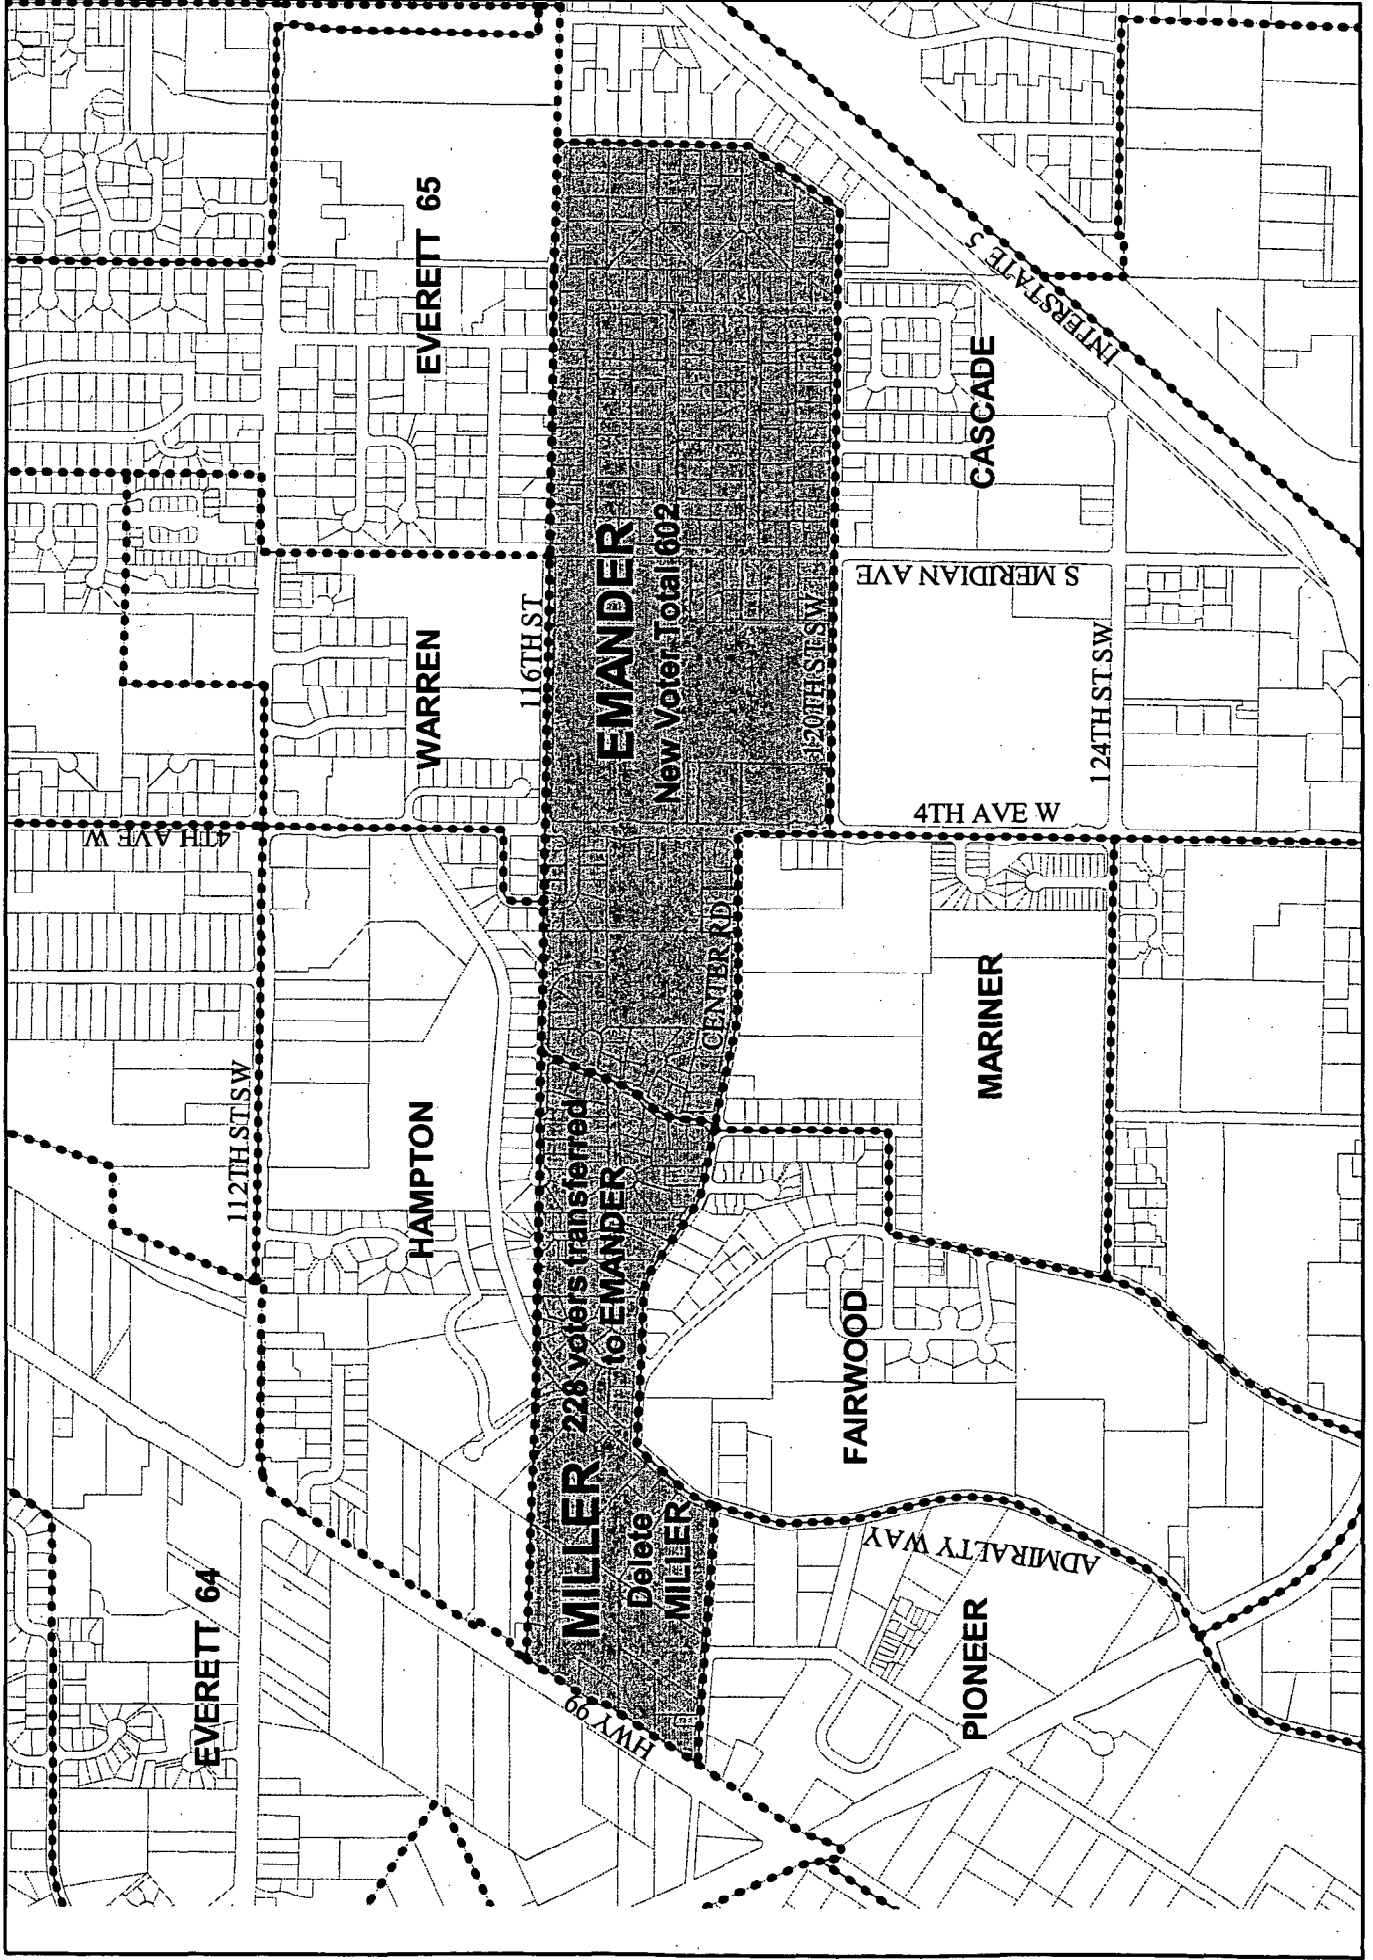 EVERETT 64
112TH ST SW
4TH AVE W
EVERETT 65
HAMPTON
WARREN
116TH ST
HWY 99
MILLER 228 voters transferred
to EMANDER
Delete
MILLER
EMANDER
New Voter Total 602
CENTER RD
120TH ST SW
FAIRWOOD
ADMIRALTY WAY
PIONEER
MARINER
4TH AVE W
S MERIDIAN AVE
CASCADE
INTERSTATE 5
124TH ST SW